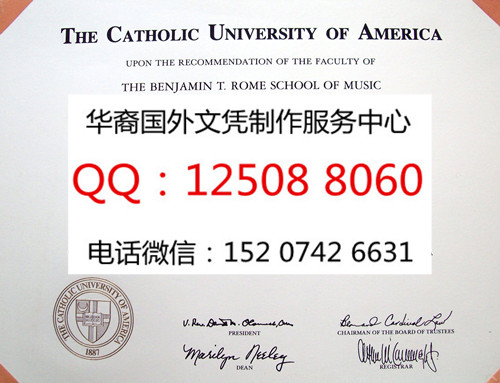 THE CATHOLIC UNIVERSITY OF AMERICA
UPON THE RECOMMENDATION OF THE FACULTY OF
THE BENJAMIN T. ROME SCHOOL OF MUSIC
华裔国外文凭制作服务中心
QQ：12508 8060
电话微信：152 0742 6631
THE CATHOLIC UNIVERSITY OF AMERICA
1887
PRESIDENT
CHAIRMAN OF THE BOARD OF TRUSTEES
Marilyn Neeley
DEAN
REGISTRAR